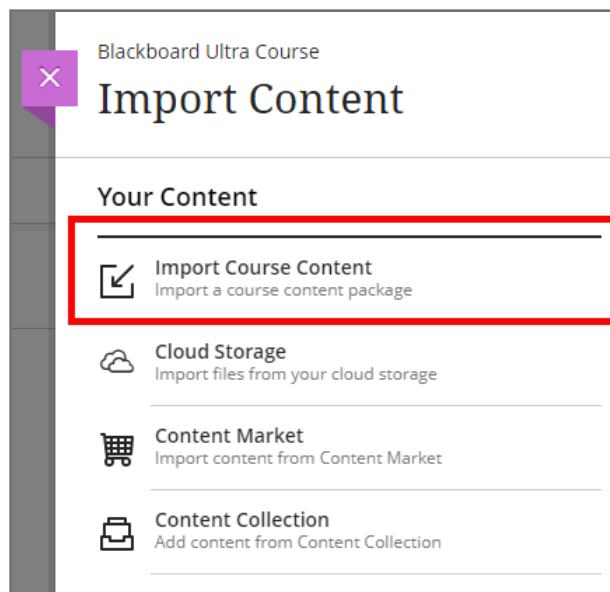 Blackboard Ultra Course
Import Content
Your Content
Import Course Content
Import a course content package
Cloud Storage
Import files from your cloud storage
Content Market
Import content from Content Market
Content Collection
Add content from Content Collection